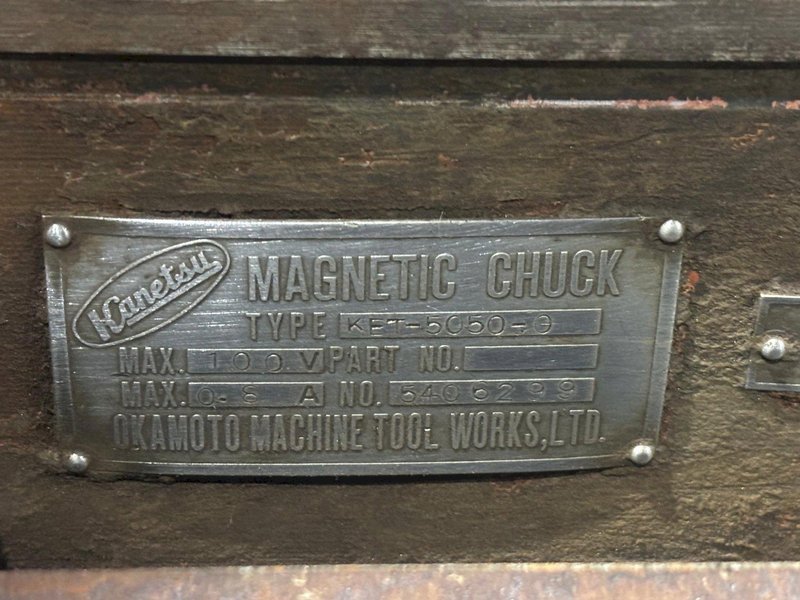 Kanetsu
MAGNETIC CHUCK
TYPE KET-5050-G
MAX. 100 V PART NO.
MAX. 0.8 A NO. 5406299
OKAMOTO MACHINE TOOL WORKS,LTD.